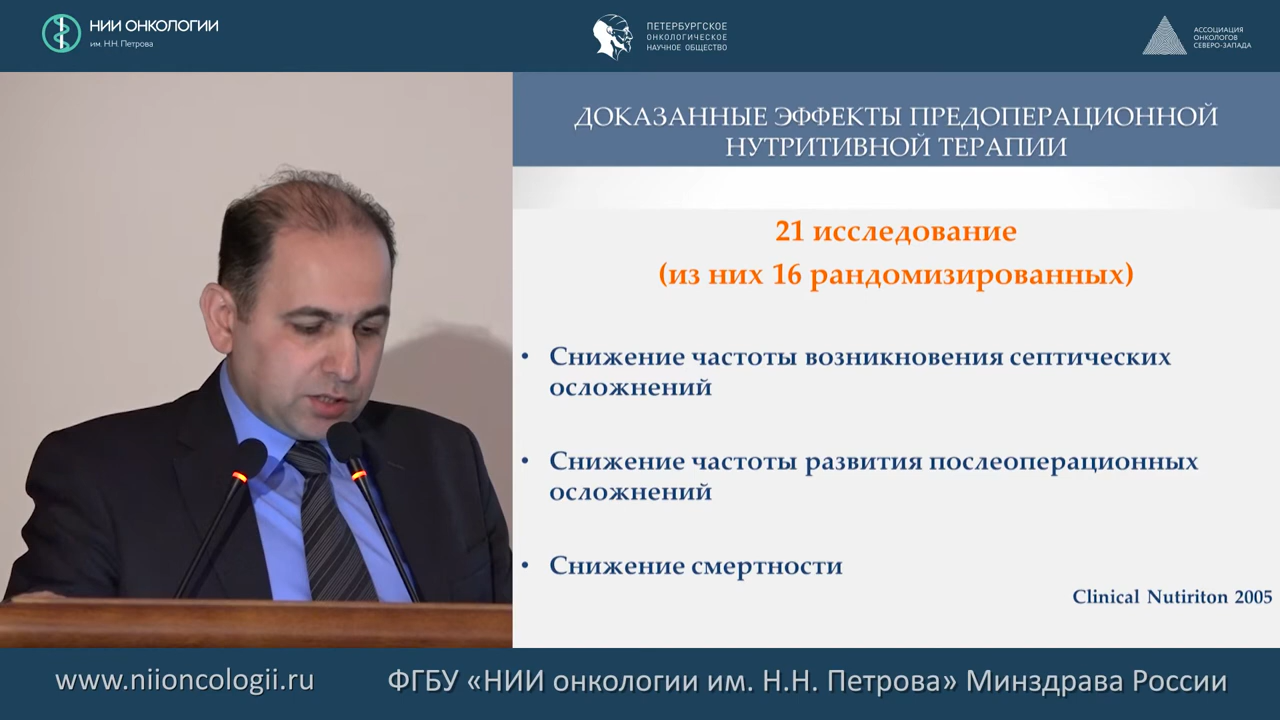 НИИ ОНКОЛОГИИ
им. Н.Н. Петрова
ПЕТЕРБУРГСКОЕ
ОНКОЛОГИЧЕСКОЕ
НАУЧНОЕ ОБЩЕСТВО
АССОЦИАЦИЯ
ОНКОЛОГОВ
СЕВЕРО-ЗАПАДА
ДОКАЗАННЫЕ ЭФФЕКТЫ ПРЕДОПЕРАЦИОННОЙ
НУТРИТИВНОЙ ТЕРАПИИ
21 исследование
(из них 16 рандомизированных)
• Снижение частоты возникновения септических
осложнений
• Снижение частоты развития послеоперационных
осложнений
• Снижение смертности
Clinical Nutiriton 2005
www.niioncologii.ru
ФГБУ «НИИ онкологии им. Н.Н. Петрова» Минздрава России